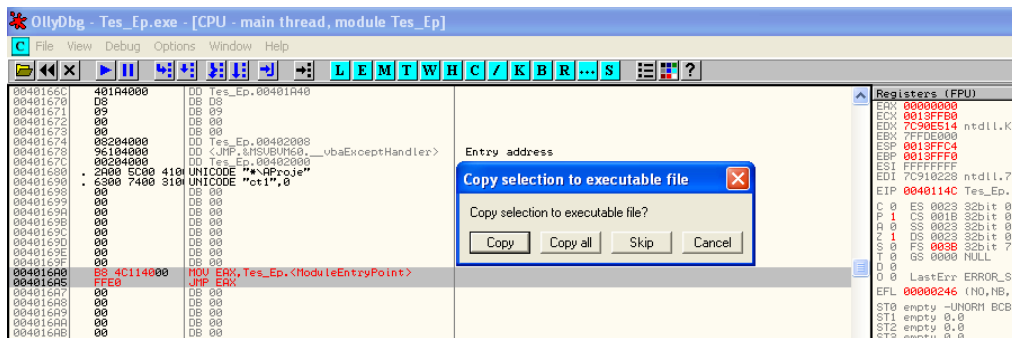 OllyDbg - Tes_Ep.exe - [CPU - main thread, module Tes_Ep]
C File View Debug Options Window Help
L E M T W H C / K B R ... S ?
0040166C 401A4000 DD Tes_Ep.00401A40
00401670 D8 DB D8
00401671 09 DB 09
00401672 00 DB 00
00401673 00 DB 00
00401674 08204000 DD Tes_Ep.00402008
00401678 96104000 DD <JMP.&MSVBVM60.__vbaExceptHandler> Entry address
0040167C 00204000 DD Tes_Ep.00402000
00401680 . 2A00 5C00 410 UNICODE "*\AProje"
00401690 . 6300 7400 310 UNICODE "ct1",0
00401698 00 DB 00
00401699 00 DB 00
0040169A 00 DB 00
0040169B 00 DB 00
0040169C 00 DB 00
0040169D 00 DB 00
0040169E 00 DB 00
0040169F 00 DB 00
004016A0 B8 4C114000 MOV EAX,Tes_Ep.<ModuleEntryPoint>
004016A5 FFE0 JMP EAX
004016A7 00 DB 00
004016A8 00 DB 00
004016A9 00 DB 00
004016AA 00 DB 00
004016AB 00 DB 00
Copy selection to executable file
Copy selection to executable file?
Copy Copy all Skip Cancel
Registers (FPU)
EAX 00000000
ECX 0013FFB0
EDX 7C90E514 ntdll.K
EBX 7FFDE000
ESP 0013FFC4
EBP 0013FFF0
ESI FFFFFFFF
EDI 7C910228 ntdll.7
EIP 0040114C Tes_Ep.
C 0 ES 0023 32bit 0
P 1 CS 001B 32bit 0
A 0 SS 0023 32bit 0
Z 1 DS 0023 32bit 0
S 0 FS 003B 32bit 7
T 0 GS 0000 NULL
D 0
O 0 LastErr ERROR_S
EFL 00000246 (NO,NB,
ST0 empty -UNORM BCB
ST1 empty 0.0
ST2 empty 0.0
ST3 empty 0.0